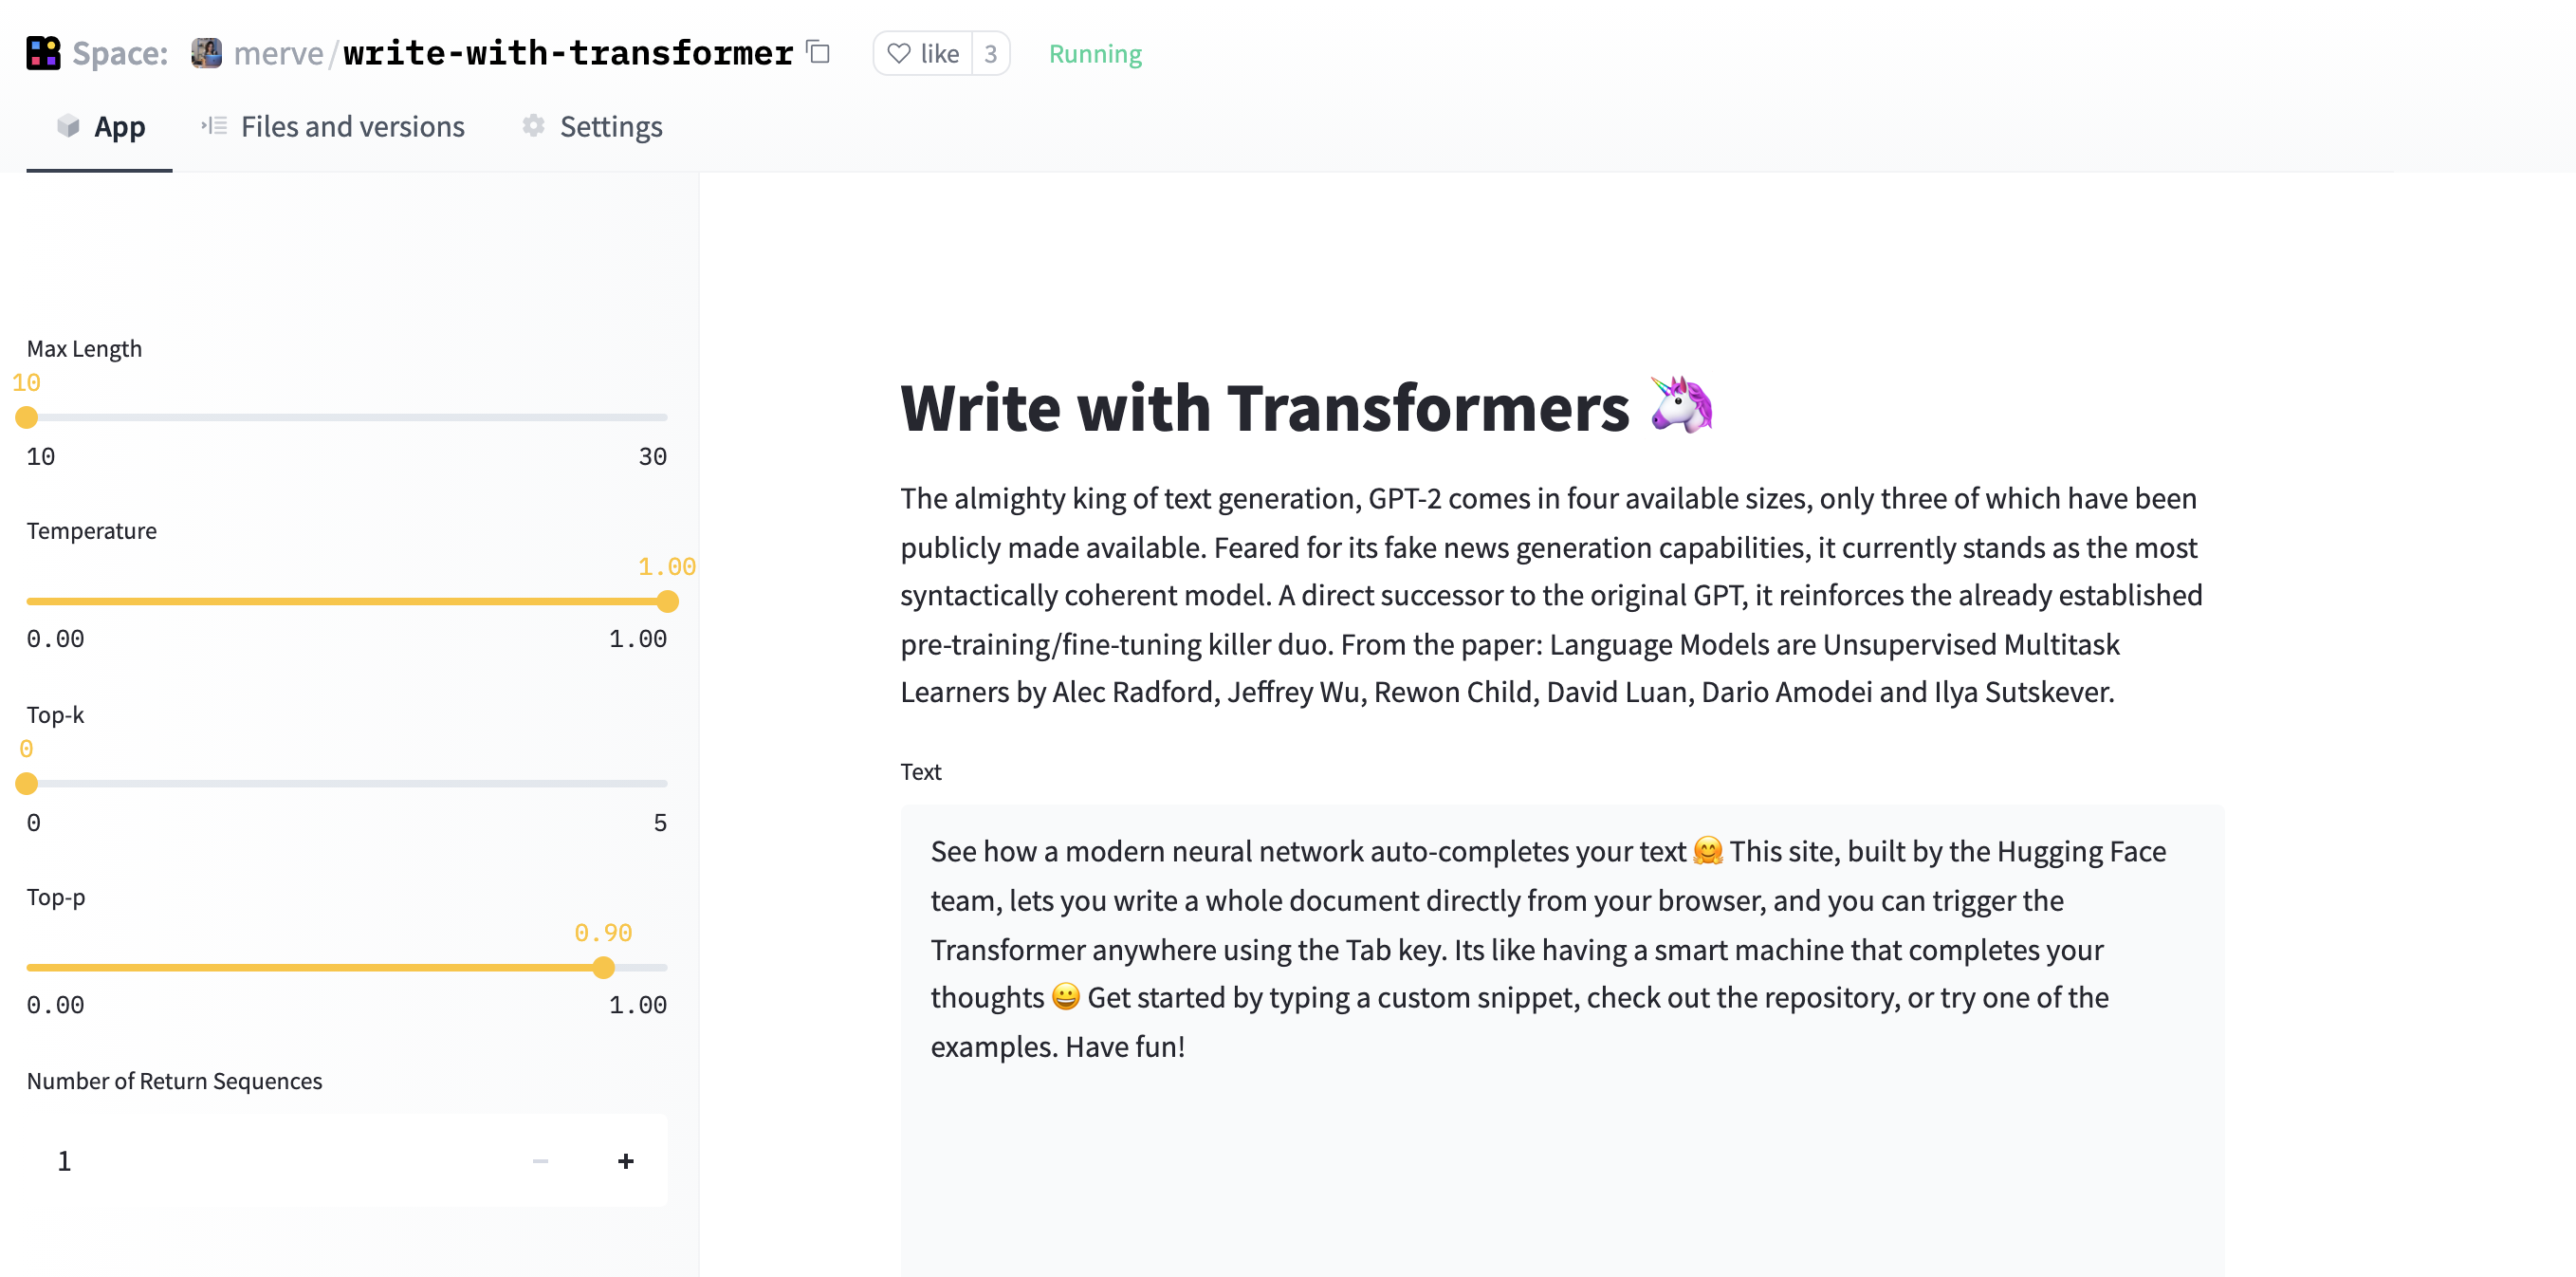 Space: merve/write-with-transformer like 3 Running
App Files and versions Settings
Max Length
10
10 30
Temperature
1.00
0.00 1.00
Top-k
0
0 5
Top-p
0.90
0.00 1.00
Number of Return Sequences
1 − +
Write with Transformers 🦄
The almighty king of text generation, GPT-2 comes in four available sizes, only three of which have been
publicly made available. Feared for its fake news generation capabilities, it currently stands as the most
syntactically coherent model. A direct successor to the original GPT, it reinforces the already established
pre-training/fine-tuning killer duo. From the paper: Language Models are Unsupervised Multitask
Learners by Alec Radford, Jeffrey Wu, Rewon Child, David Luan, Dario Amodei and Ilya Sutskever.
Text
See how a modern neural network auto-completes your text 🤗 This site, built by the Hugging Face
team, lets you write a whole document directly from your browser, and you can trigger the
Transformer anywhere using the Tab key. Its like having a smart machine that completes your
thoughts 😀 Get started by typing a custom snippet, check out the repository, or try one of the
examples. Have fun!